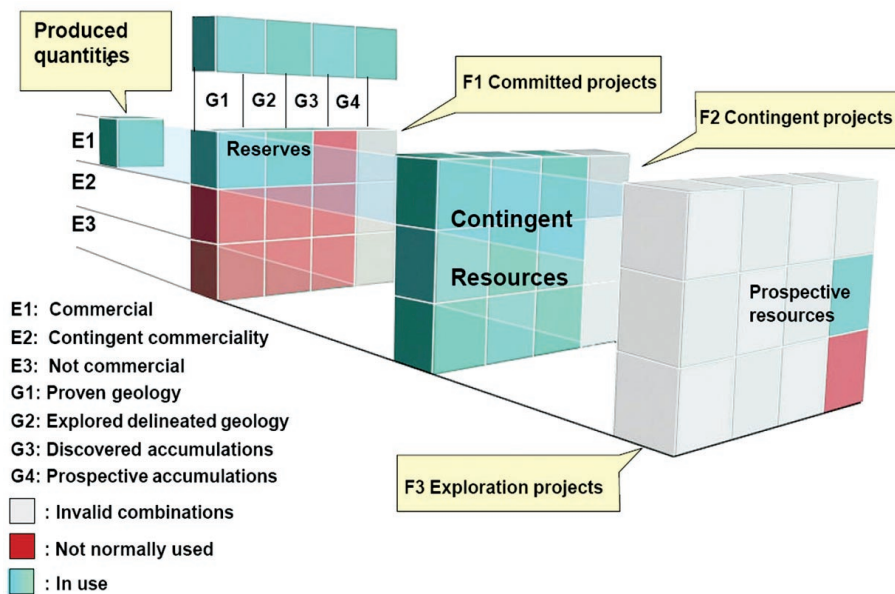 Produced
quantities
G1 G2 G3 G4
F1 Committed projects
F2 Contingent projects
E1
E2
E3
Reserves
Contingent
Resources
Prospective
resources
E1: Commercial
E2: Contingent commerciality
E3: Not commercial
G1: Proven geology
G2: Explored delineated geology
G3: Discovered accumulations
G4: Prospective accumulations
: Invalid combinations
: Not normally used
: In use
F3 Exploration projects